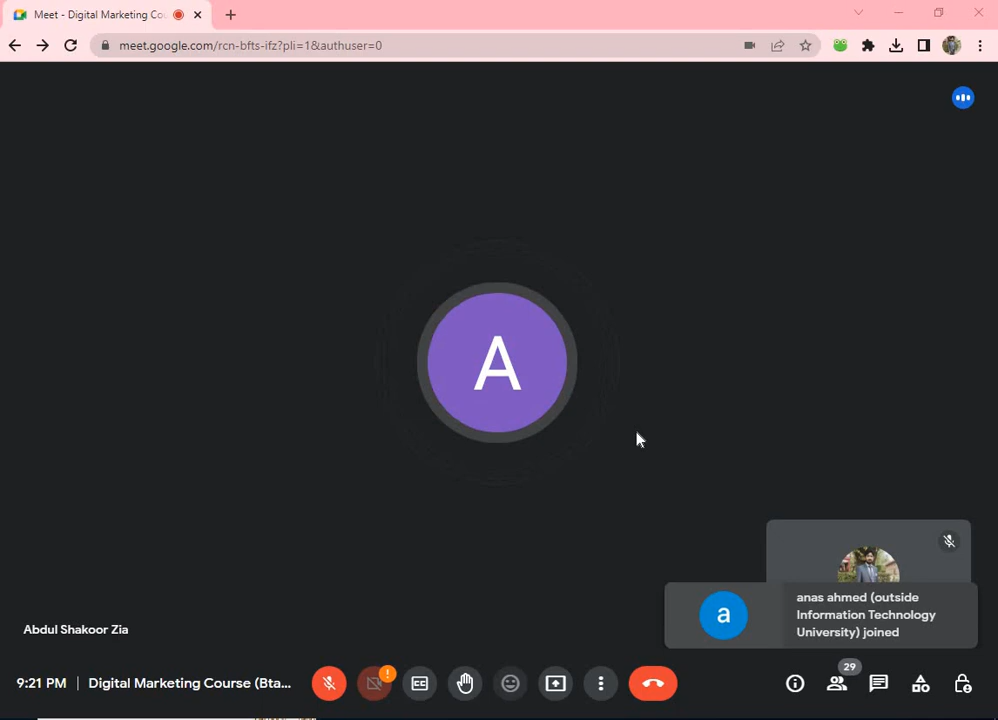 Meet - Digital Marketing Co
meet.google.com/rcn-bfts-ifz?pli=1&authuser=0
A
Abdul Shakoor Zia
a
anas ahmed (outside
Information Technology
University) joined
9:21 PM | Digital Marketing Course (Bta...
!
CC
29